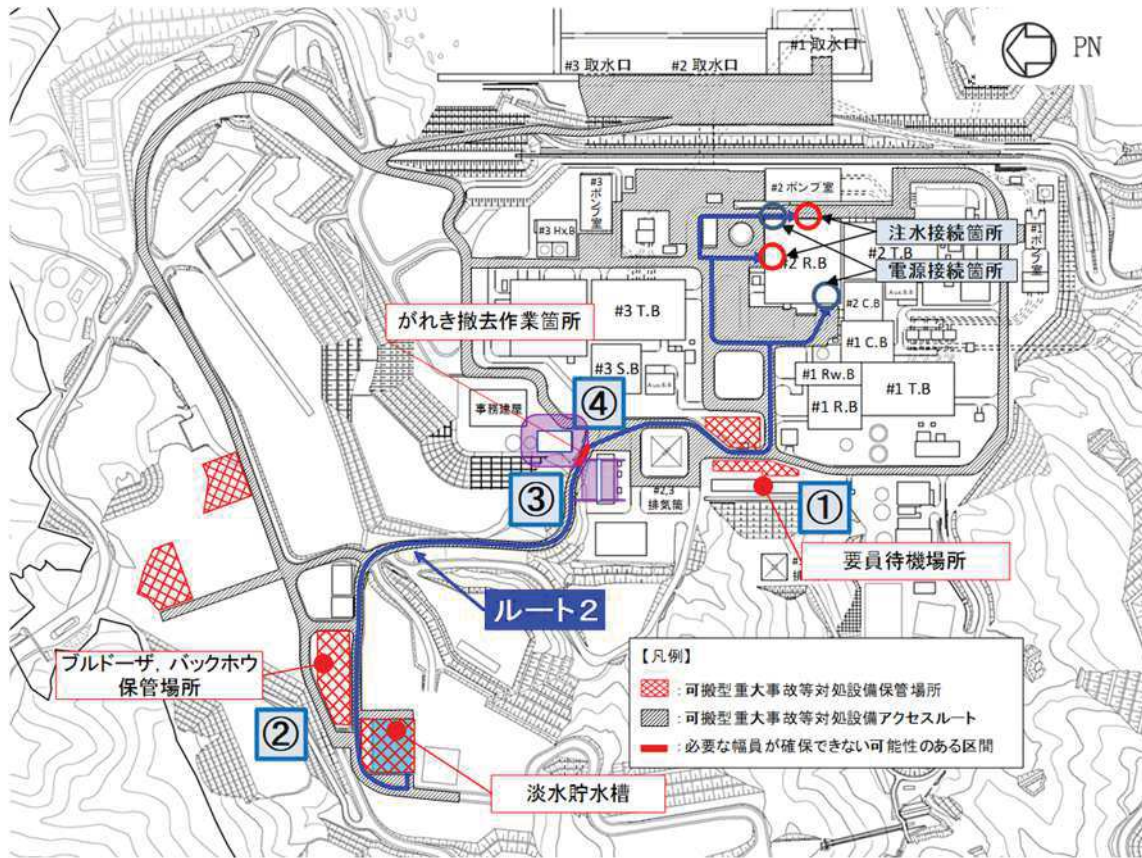 #1 取水口
#3 取水口
#2 取水口
PN
#3 ポンプ室
#2 ポンプ室
#3 Hx.B
#1 ポンプ室
注水接続箇所
#2 T.B
#2 R.B
電源接続箇所
#2 C.B
Aux.B.B
がれき撤去作業箇所
#3 T.B
#1 C.B
#3 S.B
Aux.B.B
#1 Rw.B
#1 T.B
#1 R.B
事務建屋
④
③
#2,3
排気筒
①
要員待機場所
ルート2
ブルドーザ，バックホウ
保管場所
②
淡水貯水槽
【凡例】
：可搬型重大事故等対処設備保管場所
：可搬型重大事故等対処設備アクセスルート
：必要な幅員が確保できない可能性のある区間